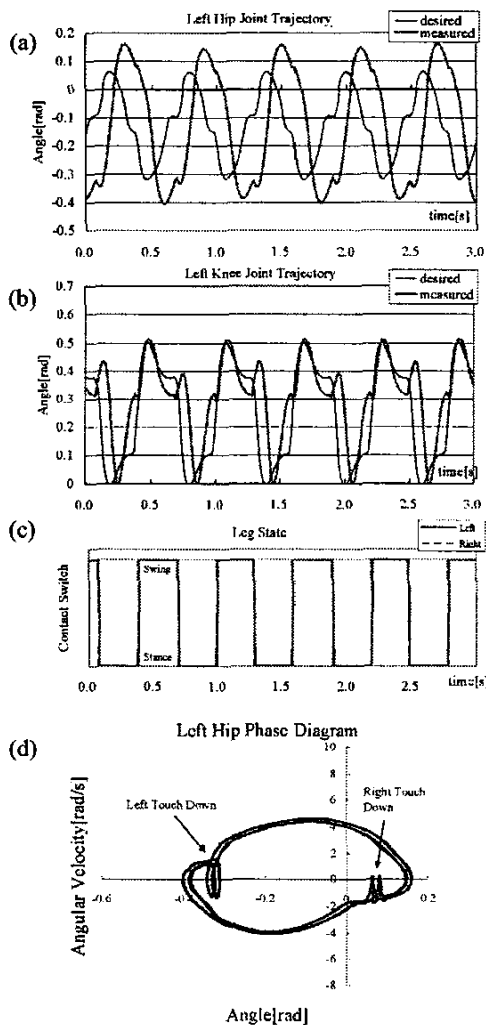 Left Hip Joint Trajectory
desired
measured
(a)
0.2
0.1
0
-0.1
-0.2
-0.3
-0.4
-0.5
Angle[rad]
time[s]
0.0 0.5 1.0 1.5 2.0 2.5 3.0
Left Knee Joint Trajectory
desired
measured
(b)
0.7
0.6
0.5
0.4
0.3
0.2
0.1
0
Angle[rad]
time[s]
0.0 0.5 1.0 1.5 2.0 2.5 3.0
(c)
Leg State
Left
Right
Contact Switch
Swing
Stance
0.0 0.5 1.0 1.5 2.0 2.5
time[s]
Left Hip Phase Diagram
(d)
10
8
6
4
2
0
-2
-4
-6
-8
Left Touch Down
Right Touch
Down
Angular Velocity[rad/s]
-0.6 -0.4 -0.2 0 0.2
Angle[rad]